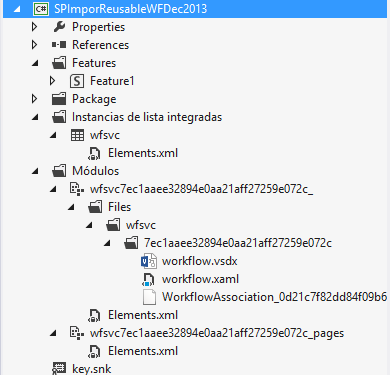 SPImporReusableWFDec2013
Properties
References
Features
Feature1
Package
Instancias de lista integradas
wfsvc
Elements.xml
Módulos
wfsvc7ec1aaee32894e0aa21aff27259e072c_
Files
wfsvc
7ec1aaee32894e0aa21aff27259e072c
workflow.vsdx
workflow.xaml
WorkflowAssociation_0d21c7f82dd84f09b6
Elements.xml
wfsvc7ec1aaee32894e0aa21aff27259e072c_pages
Elements.xml
key.snk